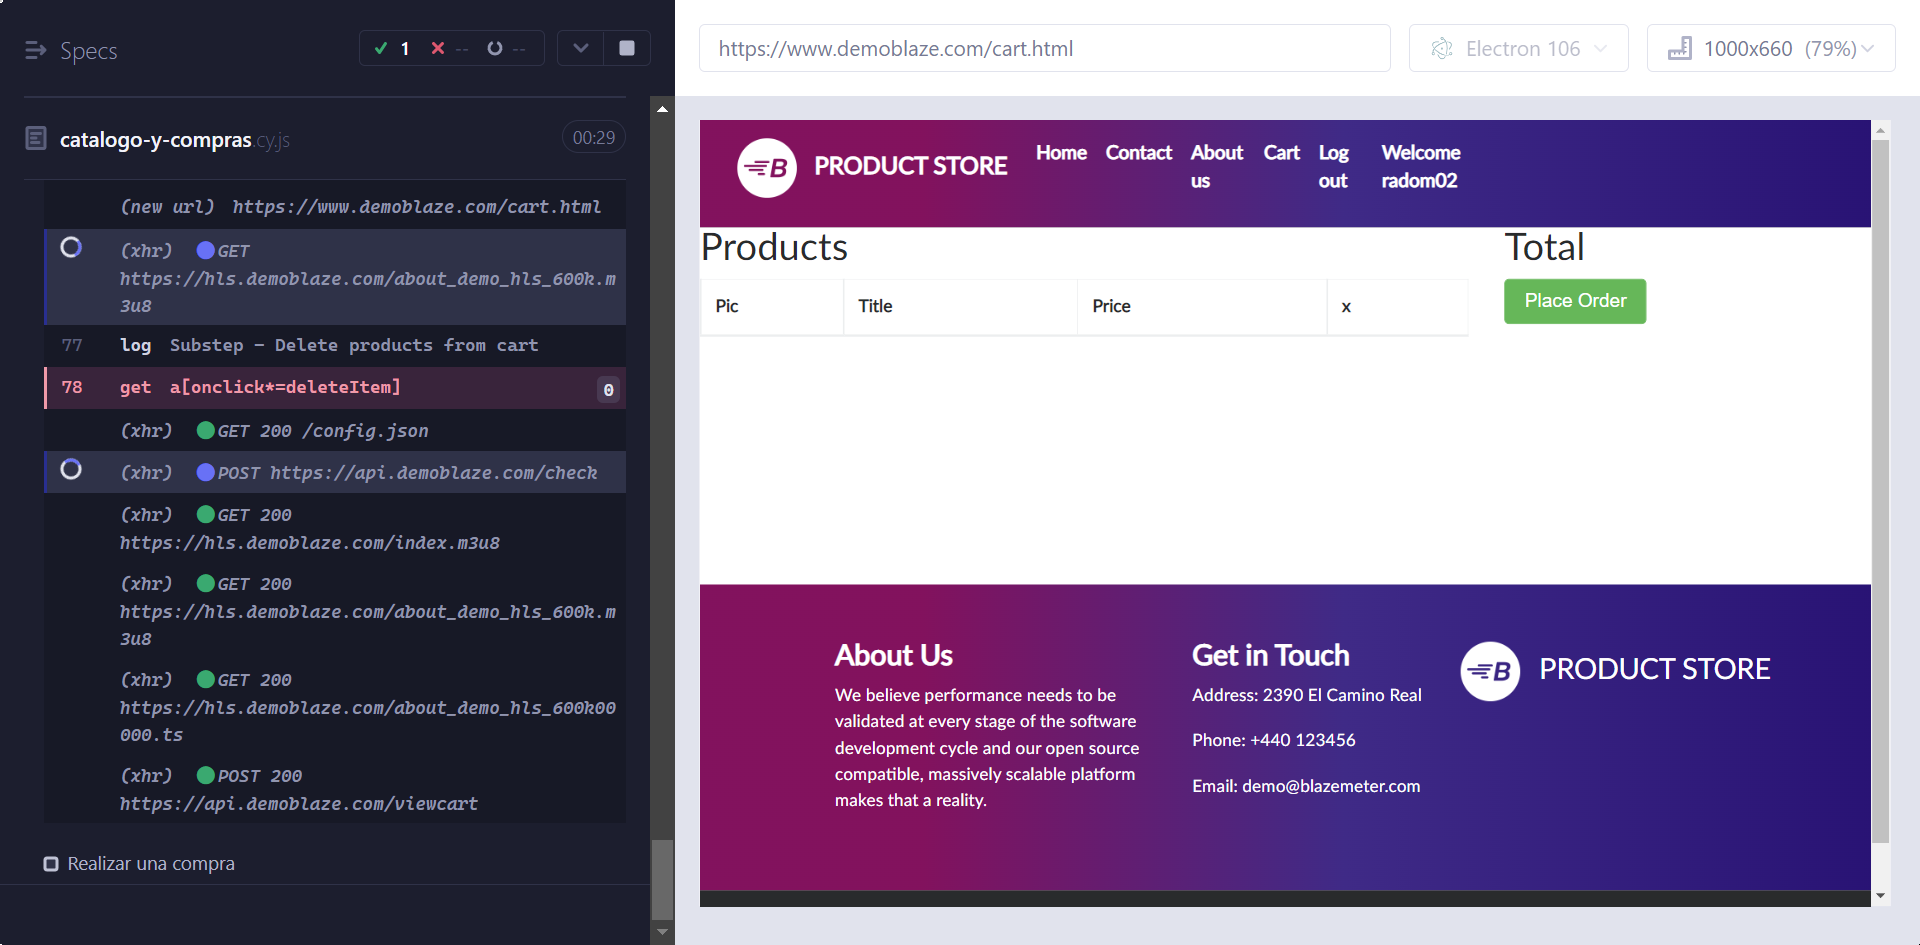 Specs
1
--
--
catalogo-y-compras.cy.js
00:29
(new url) https://www.demoblaze.com/cart.html
(xhr) GET
https://hls.demoblaze.com/about_demo_hls_600k.m
3u8
77 log Substep – Delete products from cart
78 get a[onclick*=deleteItem] 0
(xhr) GET 200 /config.json
(xhr) POST https://api.demoblaze.com/check
(xhr) GET 200
https://hls.demoblaze.com/index.m3u8
(xhr) GET 200
https://hls.demoblaze.com/about_demo_hls_600k.m
3u8
(xhr) GET 200
https://hls.demoblaze.com/about_demo_hls_600k00
000.ts
(xhr) POST 200
https://api.demoblaze.com/viewcart
Realizar una compra
https://www.demoblaze.com/cart.html
Electron 106
1000x660 (79%)
B PRODUCT STORE
Home
Contact
About
us
Cart
Log
out
Welcome
radom02
Products
Pic Title Price x
Total
Place Order
About Us
We believe performance needs to be
validated at every stage of the software
development cycle and our open source
compatible, massively scalable platform
makes that a reality.
Get in Touch
Address: 2390 El Camino Real
Phone: +440 123456
Email: demo@blazemeter.com
B PRODUCT STORE